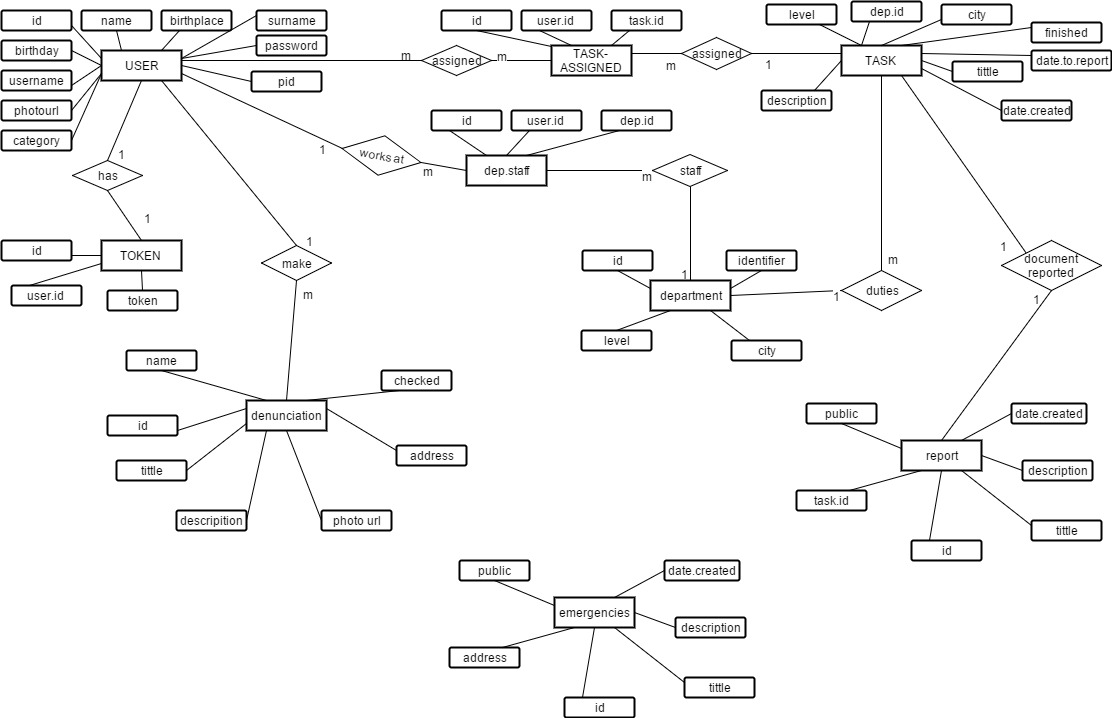 id
name
birthplace
surname
birthday
password
username
pid
photourl
category
USER
m
assigned
m
id
user.id
task.id
TASK-
ASSIGNED
m
assigned
1
level
dep.id
city
finished
date.to.report
tittle
date.created
description
TASK
1
has
1
TOKEN
id
user.id
token
1
works at
m
id
user.id
dep.id
dep.staff
m
staff
1
id
identifier
department
level
city
1
duties
m
1
document
reported
1
1
make
m
name
checked
denunciation
id
address
tittle
descripition
photo url
public
date.created
report
description
task.id
tittle
id
public
date.created
emergencies
description
address
tittle
id